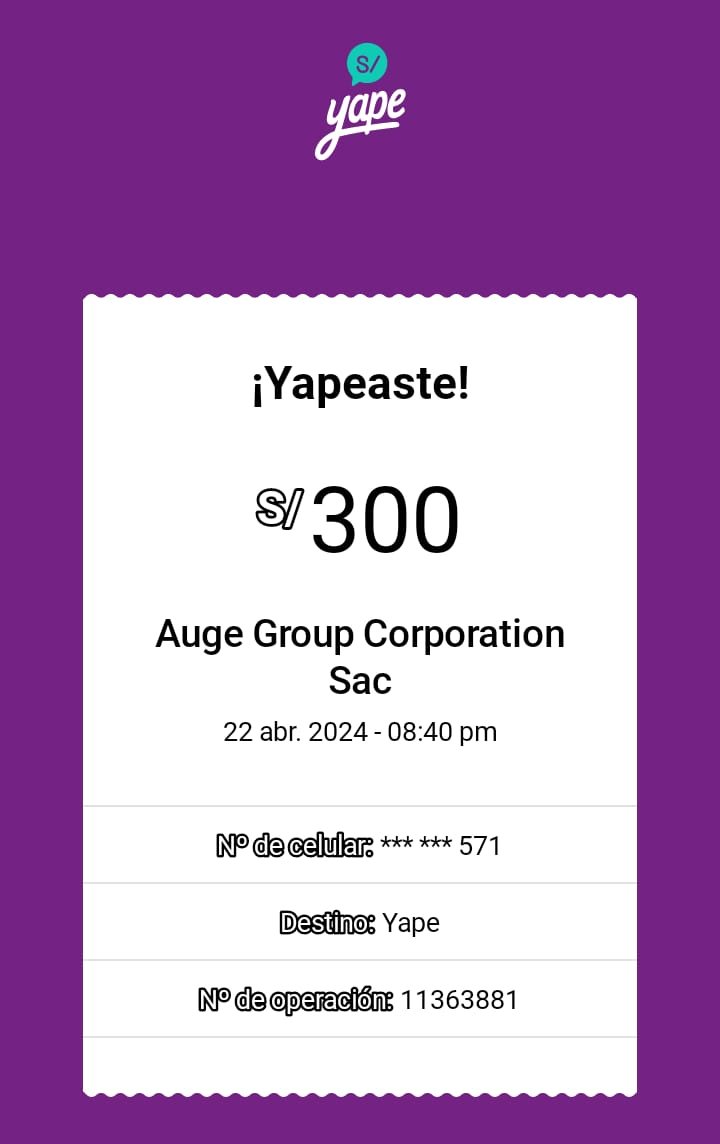 S/
yape
¡Yapeaste!
S/300
Auge Group Corporation
Sac
22 abr. 2024 - 08:40 pm
Nº de celular: *** *** 571
Destino: Yape
Nº de operación: 11363881